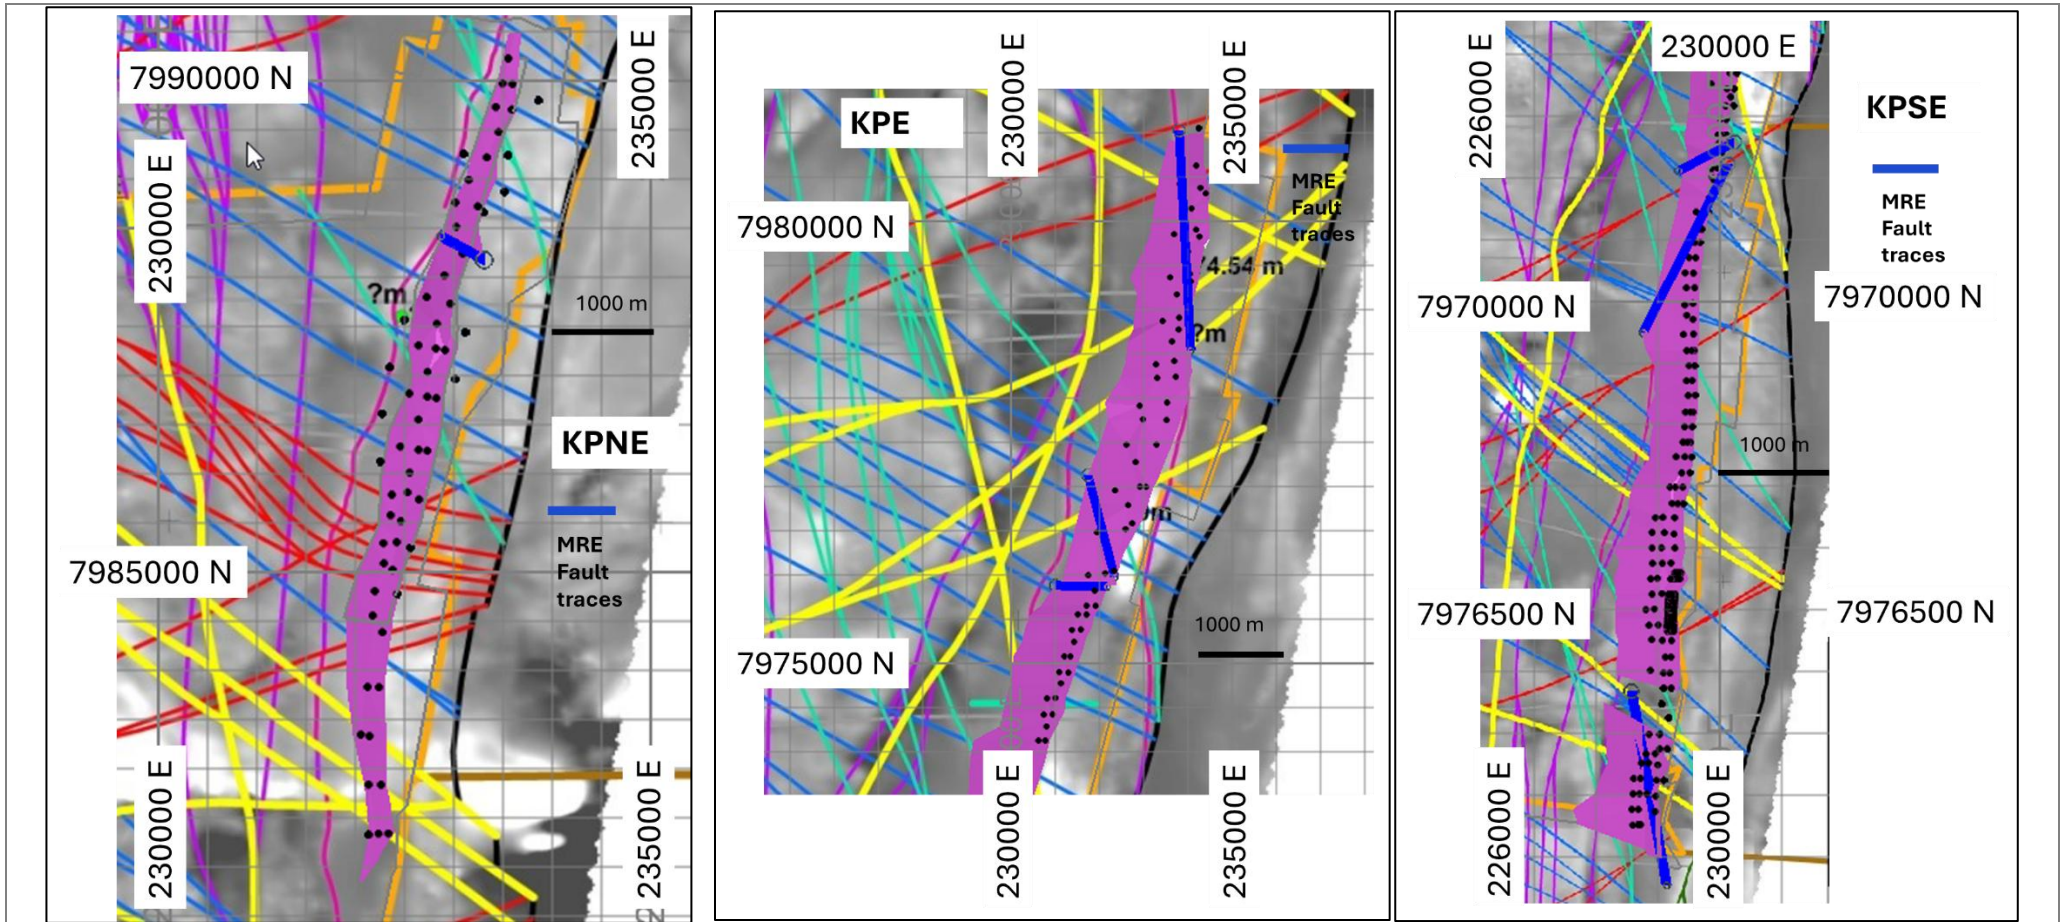 7990000 N
230000 E
235000 E
?m
1000 m
KPNE
MRE
Fault
traces
7985000 N
230000 E
235000 E
KPE
230000 E
235000 E
MRE
Fault
traces
7980000 N
74.54 m
?m
m
1000 m
7975000 N
230000 E
235000 E
226000 E
230000 E
KPSE
MRE
Fault
traces
7970000 N
7970000 N
1000 m
7976500 N
7976500 N
226000 E
230000 E